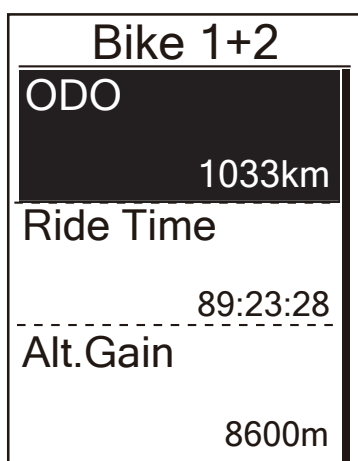 Bike 1+2
ODO
1033km
Ride Time
89:23:28
Alt.Gain
8600m